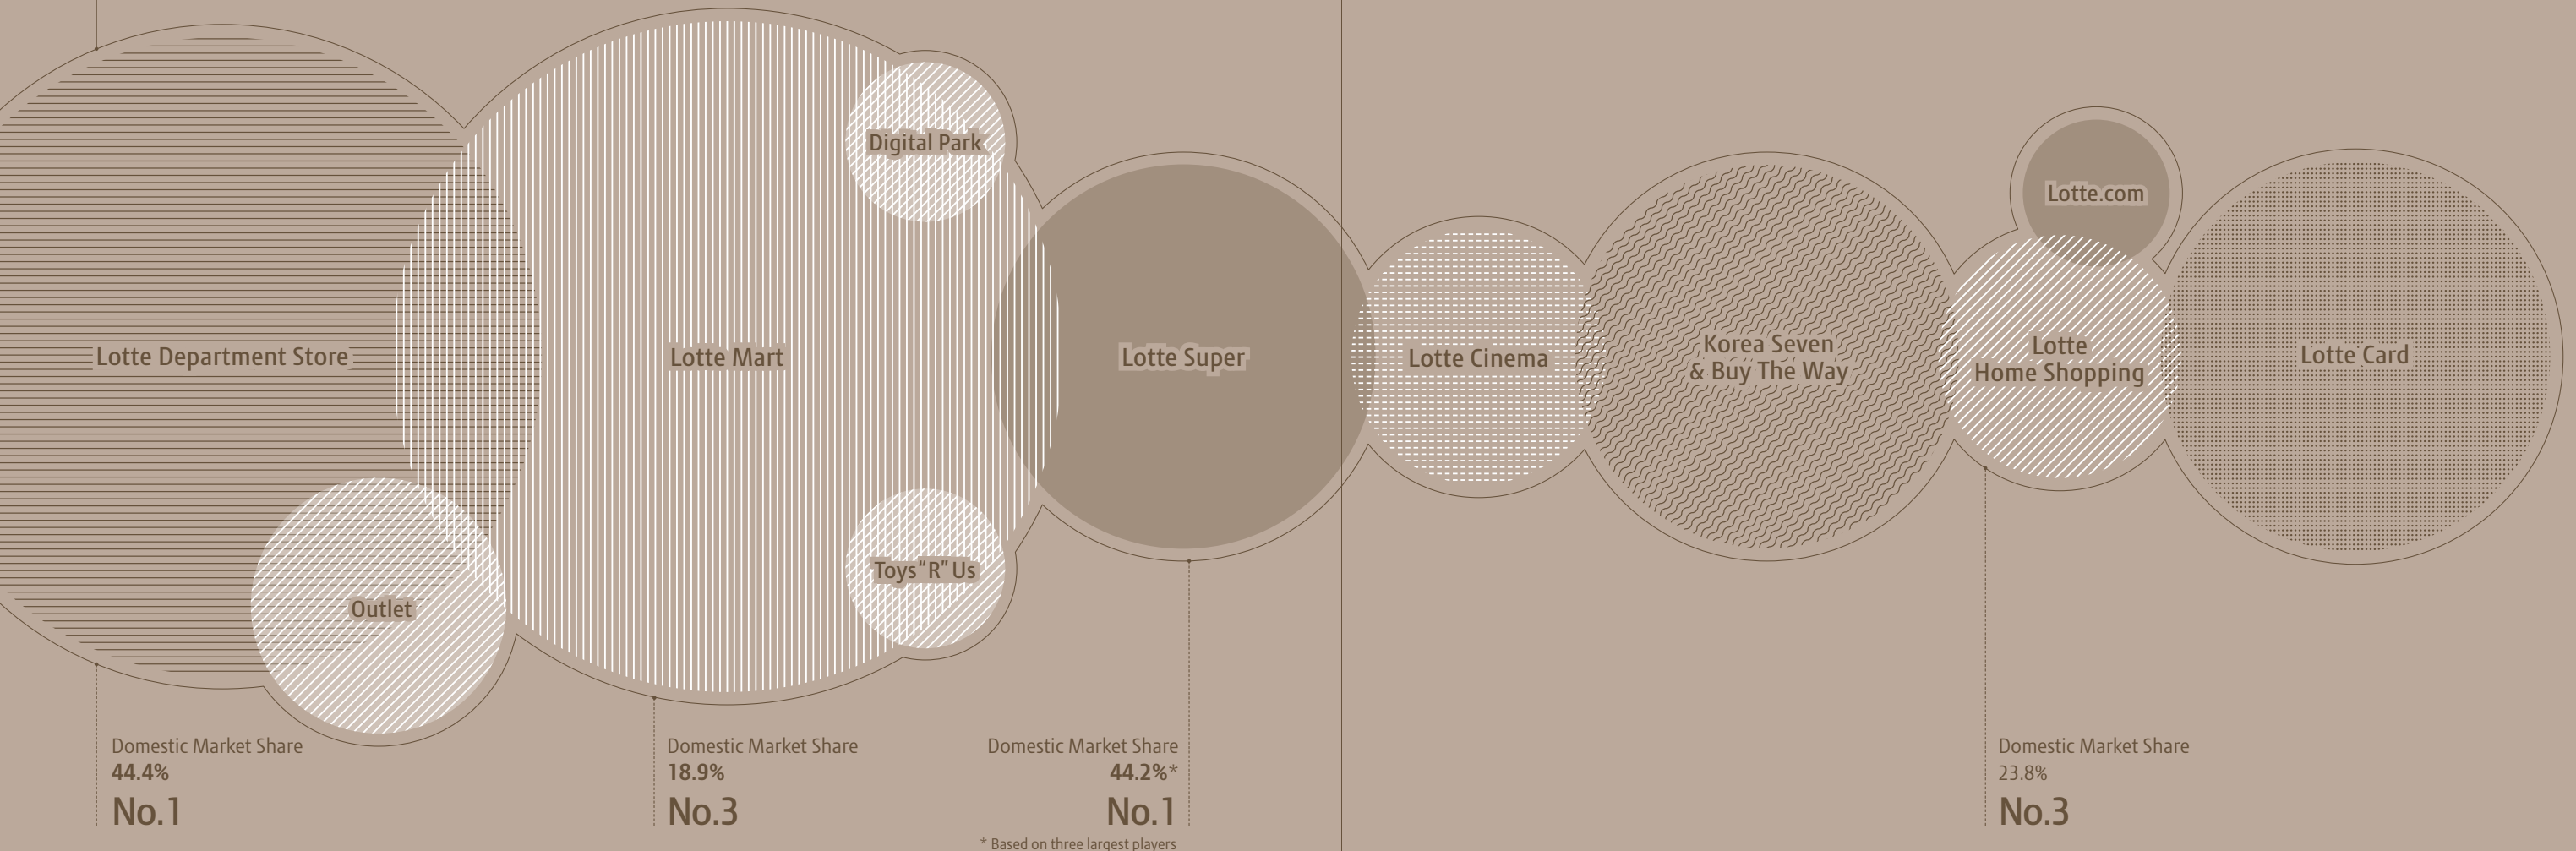 Digital Park
Lotte.com
Lotte Department Store
Lotte Mart
Lotte Super
Lotte Cinema
Korea Seven
& Buy The Way
Lotte
Home Shopping
Lotte Card
Outlet
Toys“R” Us
Domestic Market Share
44.4%
No.1
Domestic Market Share
18.9%
No.3
Domestic Market Share
44.2%*
No.1
* Based on three largest players
Domestic Market Share
23.8%
No.3